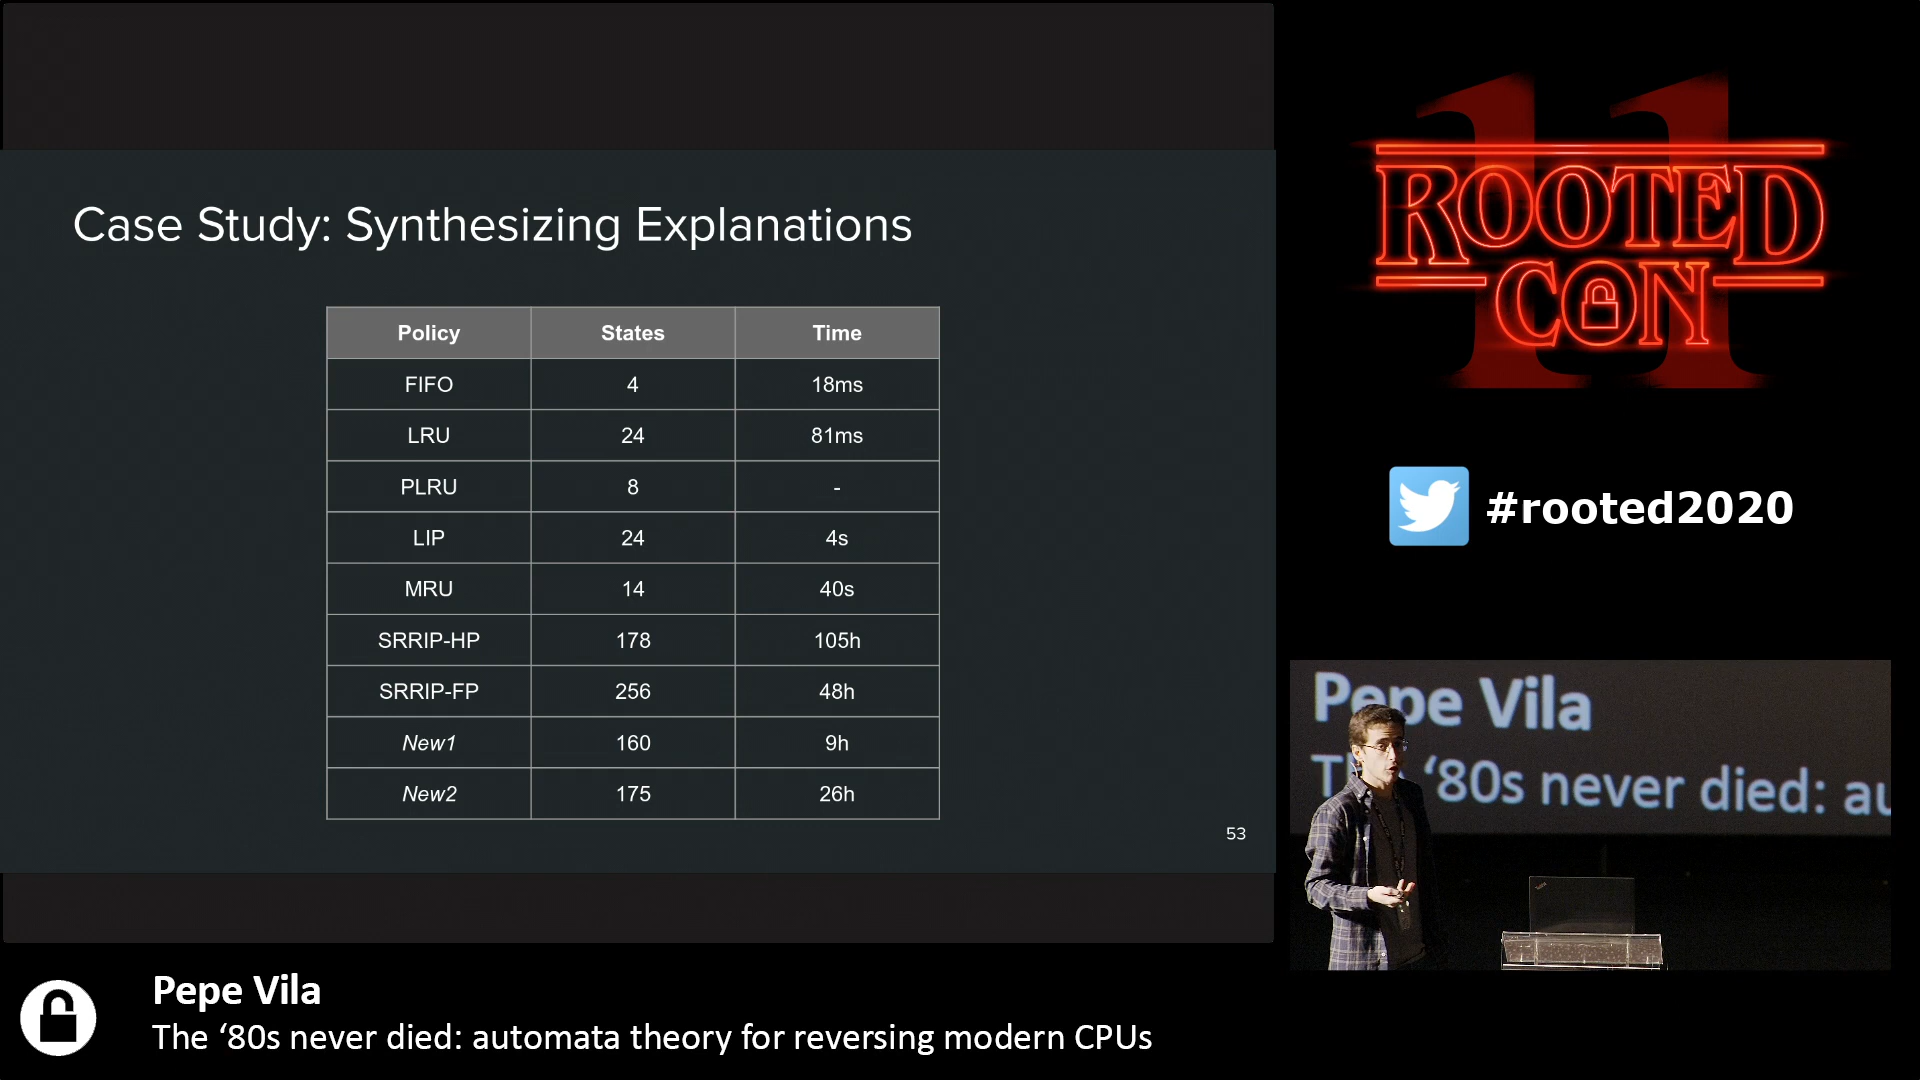 Case Study: Synthesizing Explanations
Policy States Time
FIFO 4 18ms
LRU 24 81ms
PLRU 8 -
LIP 24 4s
MRU 14 40s
SRRIP-HP 178 105h
SRRIP-FP 256 48h
New1 160 9h
New2 175 26h
53
11
ROOTED
CON
#rooted2020
Pepe Vila
‘80s never died: au
Pepe Vila
The ‘80s never died: automata theory for reversing modern CPUs